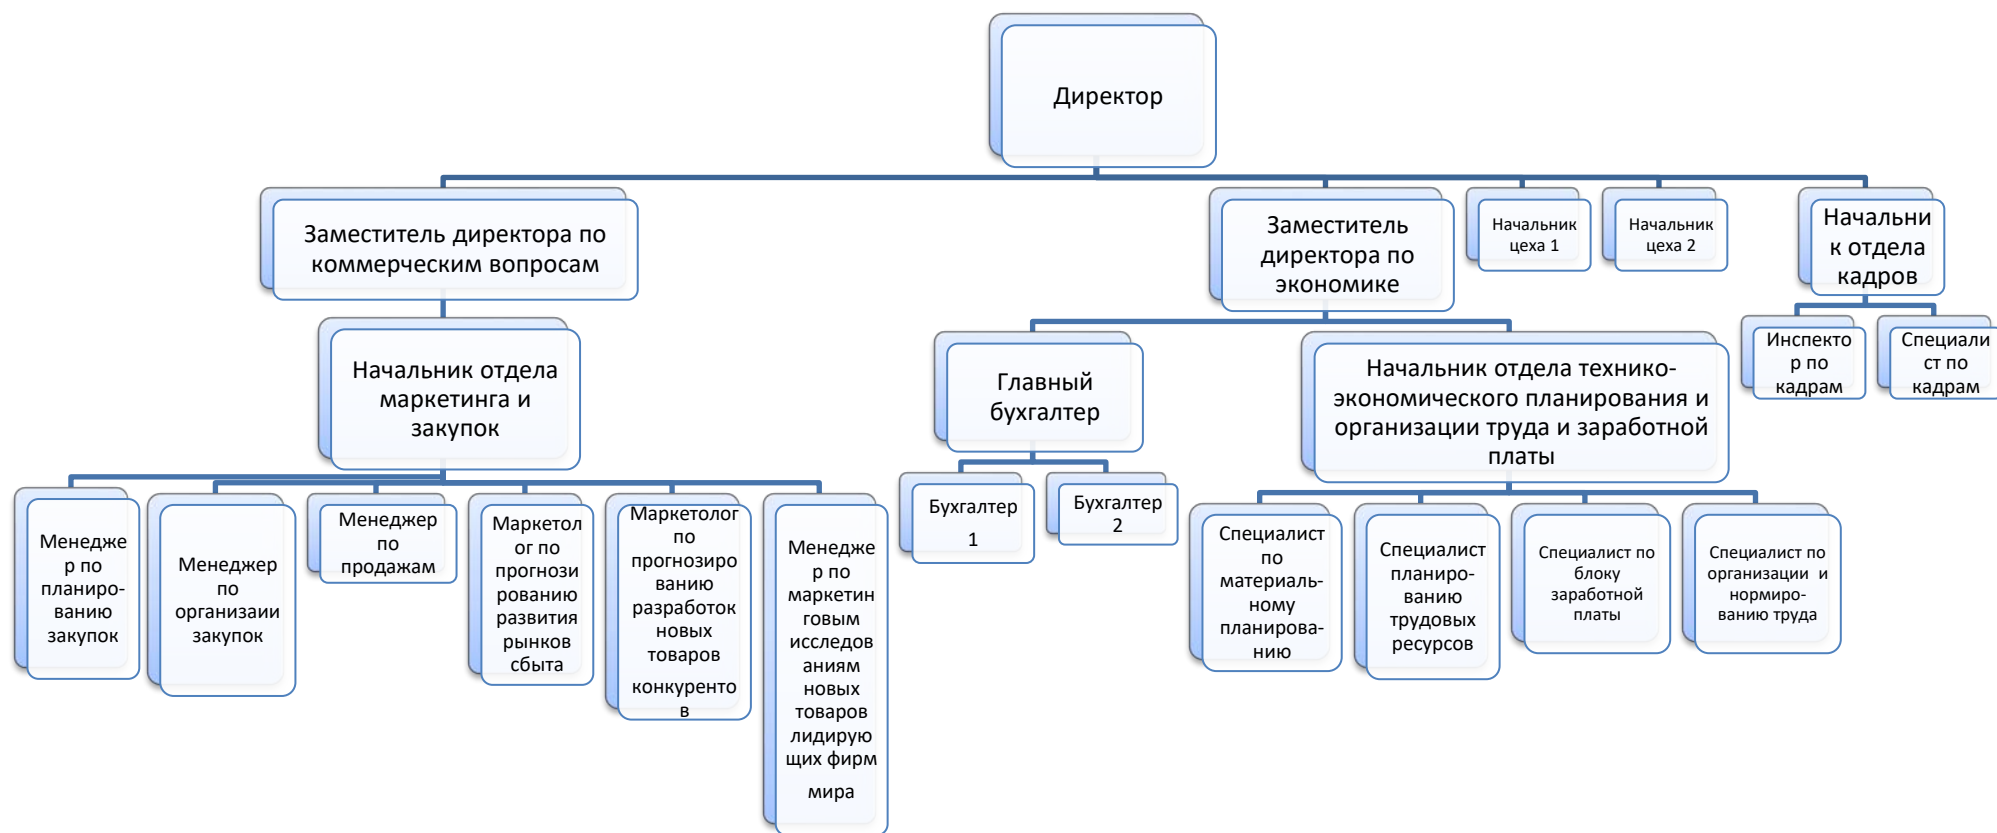 Директор
Заместитель директора по
коммерческим вопросам
Заместитель
директора по
экономике
Начальник
цеха 1
Начальник
цеха 2
Начальни
к отдела
кадров
Начальник отдела
маркетинга и
закупок
Главный
бухгалтер
Начальник отдела технико-
экономического планирования и
организации труда и заработной
платы
Инспекто
р по
кадрам
Специали
ст по
кадрам
Менедже
р по
планиро-
ванию
закупок
Менеджер
по
организаии
закупок
Менеджер
по
продажам
Маркетол
ог по
прогнози
рованию
развития
рынков
сбыта
Маркетолог
по
прогнозиро
ванию
разработок
новых
товаров
конкуренто
в
Менедже
р по
маркетин
говым
исследов
аниям
новых
товаров
лидирую
щих фирм
мира
Бухгалтер
1
Бухгалтер
2
Специалист
по
материаль-
ному
планирова-
нию
Специалист
планиро-
ванию
трудовых
ресурсов
Специалист по
блоку
заработной
платы
Специалист по
организации и
нормиро-
ванию труда